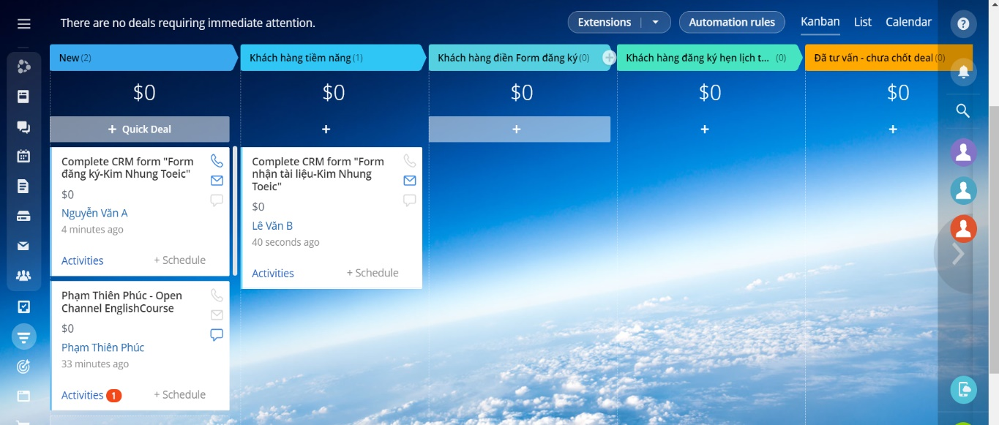 There are no deals requiring immediate attention.
Extensions
Automation rules
Kanban
List
Calendar
New (2)
Khách hàng tiềm năng (1)
Khách hàng điền Form đăng ký (0)
Khách hàng đăng ký hẹn lịch t... (0)
Đã tư vấn - chưa chốt deal (0)
$0
$0
$0
$0
$0
+ Quick Deal
+
+
+
+
Complete CRM form "Form
đăng ký-Kim Nhung Toeic"
$0
Nguyễn Văn A
4 minutes ago
Activities
+ Schedule
Phạm Thiên Phúc - Open
Channel EnglishCourse
$0
Phạm Thiên Phúc
33 minutes ago
Activities 1
+ Schedule
Complete CRM form "Form
nhận tài liệu-Kim Nhung
Toeic"
$0
Lê Văn B
40 seconds ago
Activities
+ Schedule